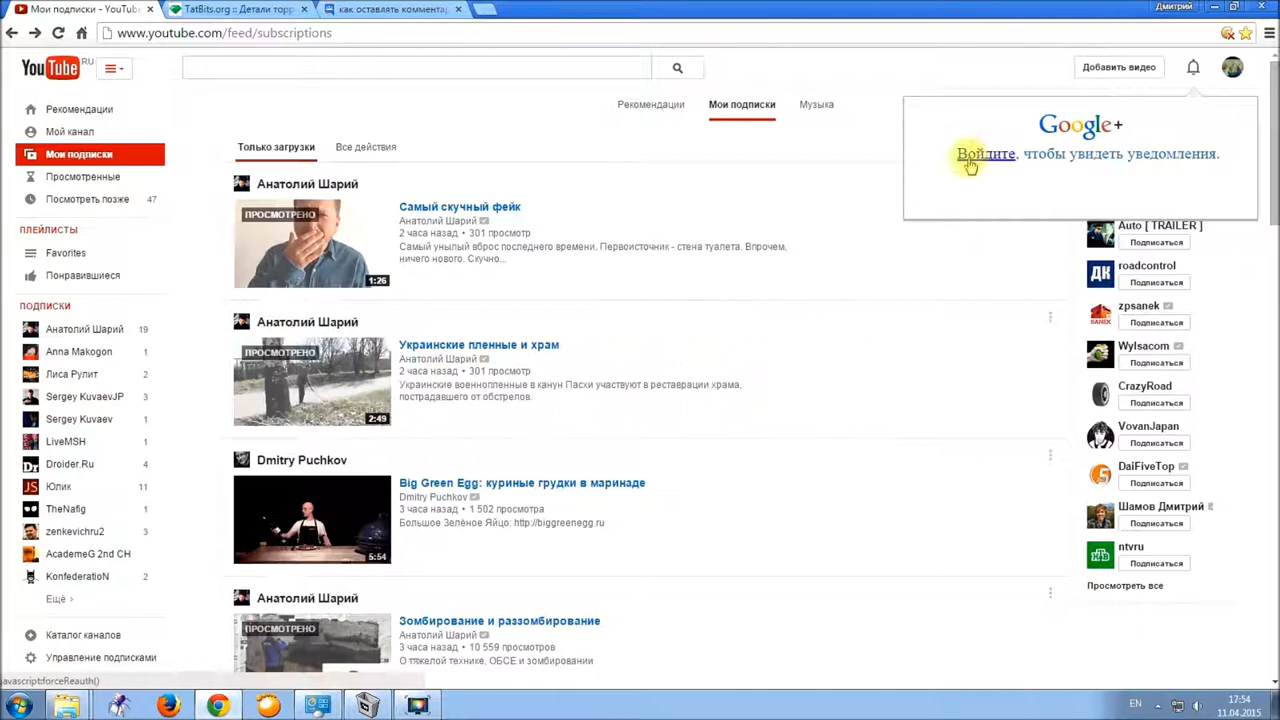 Мои подписки - YouTu
TatBits.org :: Детали торр
как оставлять коммента
Дмитрий
www.youtube.com/feed/subscriptions
YouTube RU
Добавить видео
Рекомендации
Мои подписки
Музыка
Google+
Войдите, чтобы увидеть уведомления.
Рекомендации
Мой канал
Мои подписки
Просмотренные
Посмотреть позже 47
ПЛЕЙЛИСТЫ
Favorites
Понравившиеся
ПОДПИСКИ
Анатолий Шарий 19
Anna Makogon 1
Лиса Рулит 2
Sergey KuvaevJP 3
Sergey Kuvaev 1
LiveMSH 1
Droider.Ru 4
Юлик 11
TheNafig 1
zenkevichru2 1
AcademeG 2nd CH 1
KonfederatioN 2
Ещё ›
Каталог каналов
Управление подписками
javascript:forceReauth()
Только загрузки
Все действия
Анатолий Шарий
ПРОСМОТРЕНО
1:26
Самый скучный фейк
Анатолий Шарий
2 часа назад • 301 просмотр
Самый унылый вброс последнего времени. Первоисточник - стена туалета. Впрочем,
ничего нового. Скучно...
Анатолий Шарий
ПРОСМОТРЕНО
2:49
Украинские пленные и храм
Анатолий Шарий
2 часа назад • 301 просмотр
Украинские военнопленные в канун Пасхи участвуют в реставрации храма,
пострадавшего от обстрелов.
Dmitry Puchkov
5:54
Big Green Egg: куриные грудки в маринаде
Dmitry Puchkov
3 часа назад • 1 502 просмотра
Большое Зелёное Яйцо: http://biggreenegg.ru
Анатолий Шарий
ПРОСМОТРЕНО
Зомбирование и раззомбирование
Анатолий Шарий
3 часа назад • 10 559 просмотров
О тяжелой технике, ОБСЕ и зомбировании
Auto [ TRAILER ]
Подписаться
ДК
roadcontrol
Подписаться
zpsanek
Подписаться
Wylsacom
Подписаться
CrazyRoad
Подписаться
VovanJapan
Подписаться
DaiFiveTop
Подписаться
Шамов Дмитрий
Подписаться
ntvru
Подписаться
Просмотреть все
EN
17:54
11.04.2015